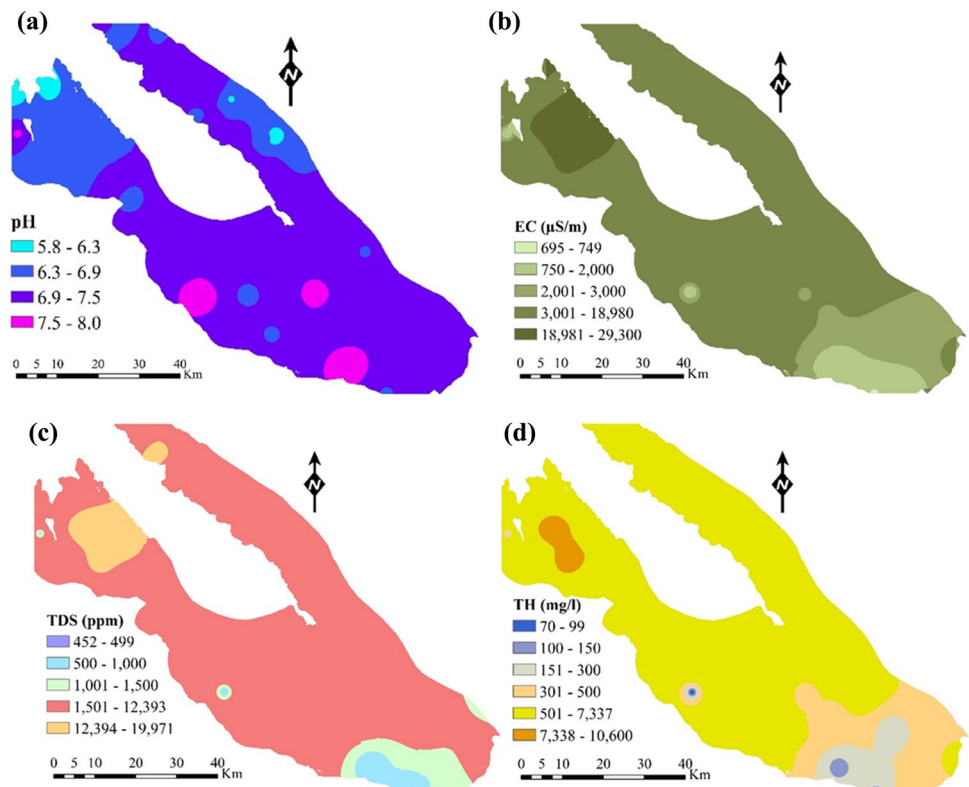 (a)
N
pH
5.8 - 6.3
6.3 - 6.9
6.9 - 7.5
7.5 - 8.0
0 5 10 20 30 40
Km
(b)
N
EC (µS/m)
695 - 749
750 - 2,000
2,001 - 3,000
3,001 - 18,980
18,981 - 29,300
0 5 10 20 30 40
Km
(c)
N
TDS (ppm)
452 - 499
500 - 1,000
1,001 - 1,500
1,501 - 12,393
12,394 - 19,971
0 5 10 20 30 40
Km
(d)
N
TH (mg/l)
70 - 99
100 - 150
151 - 300
301 - 500
501 - 7,337
7,338 - 10,600
0 5 10 20 30 40
Km